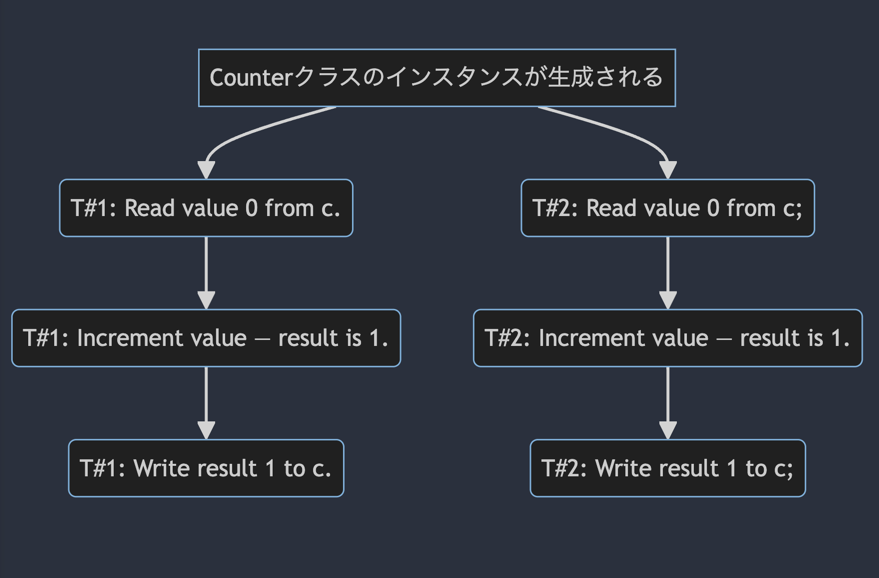 Counterクラスのインスタンスが生成される
T#1: Read value 0 from c.
T#2: Read value 0 from c;
T#1: Increment value — result is 1.
T#2: Increment value — result is 1.
T#1: Write result 1 to c.
T#2: Write result 1 to c;